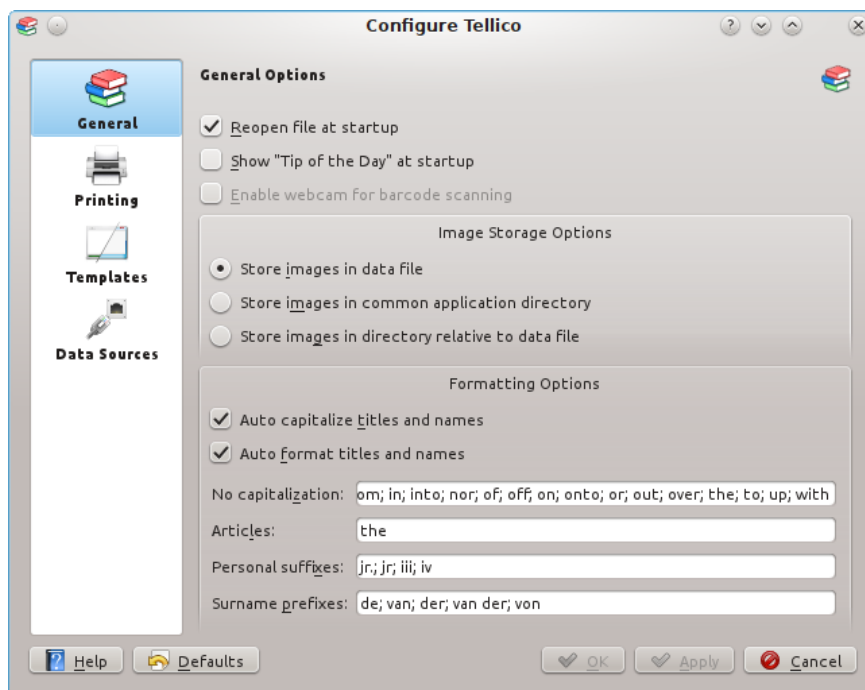 Configure Tellico
General
Printing
Templates
Data Sources
General Options
Reopen file at startup
Show "Tip of the Day" at startup
Enable webcam for barcode scanning
Image Storage Options
Store images in data file
Store images in common application directory
Store images in directory relative to data file
Formatting Options
Auto capitalize titles and names
Auto format titles and names
No capitalization: om; in; into; nor; of; off; on; onto; or; out; over; the; to; up; with
Articles: the
Personal suffixes: jr.; jr; iii; iv
Surname prefixes: de; van; der; van der; von
Help Defaults OK Apply Cancel